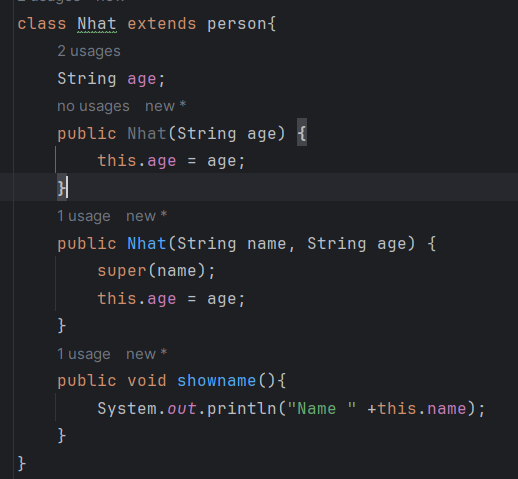 class Nhat extends person{
2 usages
String age;
no usages new *
public Nhat(String age) {
this.age = age;
}
1 usage new *
public Nhat(String name, String age) {
super(name);
this.age = age;
}
1 usage new *
public void showname(){
System.out.println("Name " +this.name);
}
}